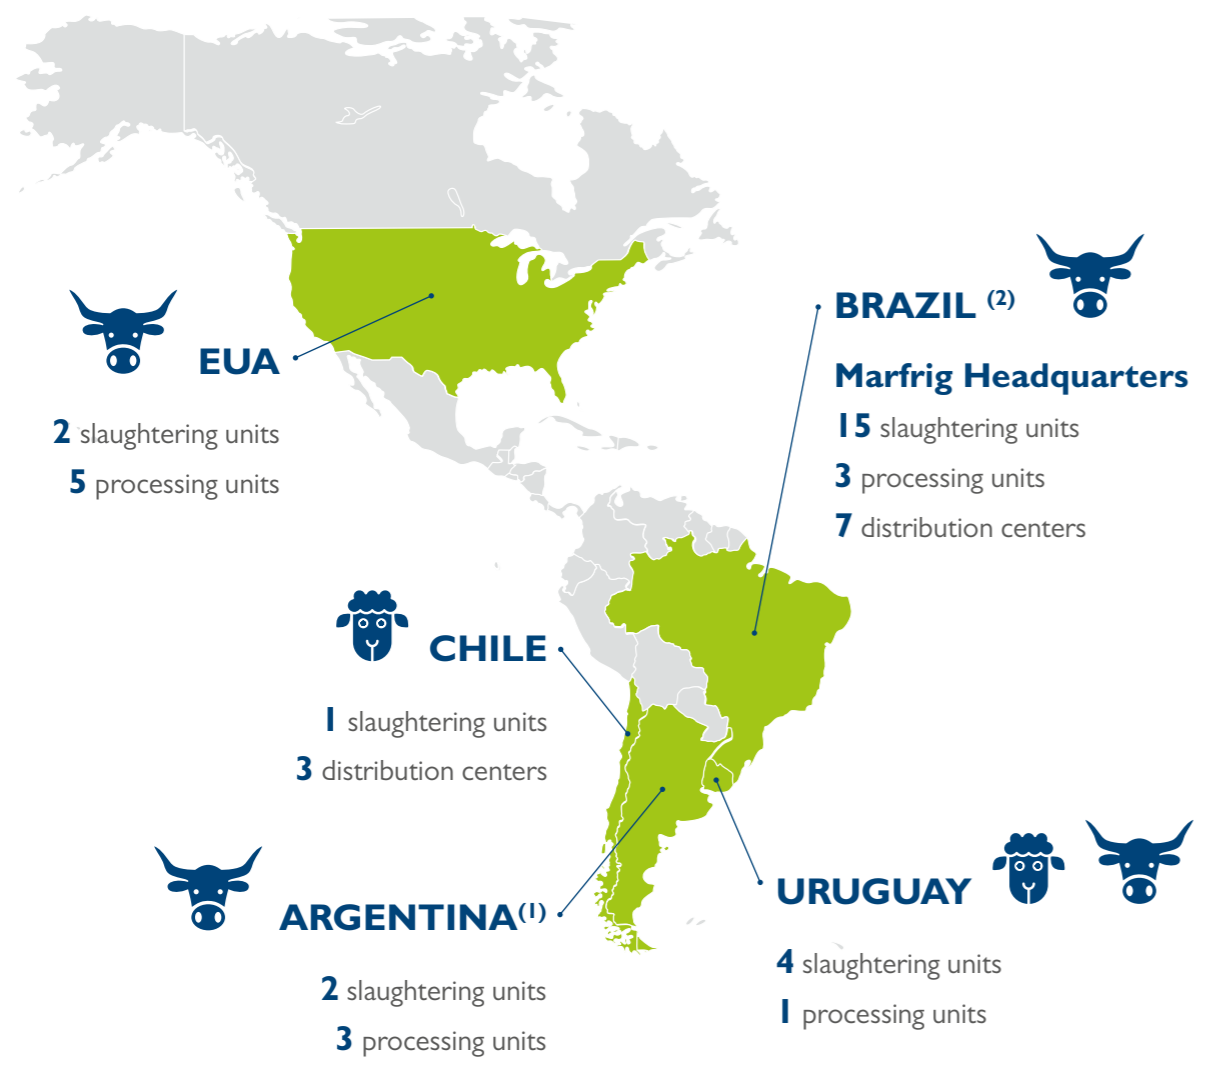 EUA
2 slaughtering units
5 processing units
BRAZIL (2)
Marfrig Headquarters
15 slaughtering units
3 processing units
7 distribution centers
CHILE
1 slaughtering units
3 distribution centers
ARGENTINA(1)
2 slaughtering units
3 processing units
URUGUAY
4 slaughtering units
1 processing units